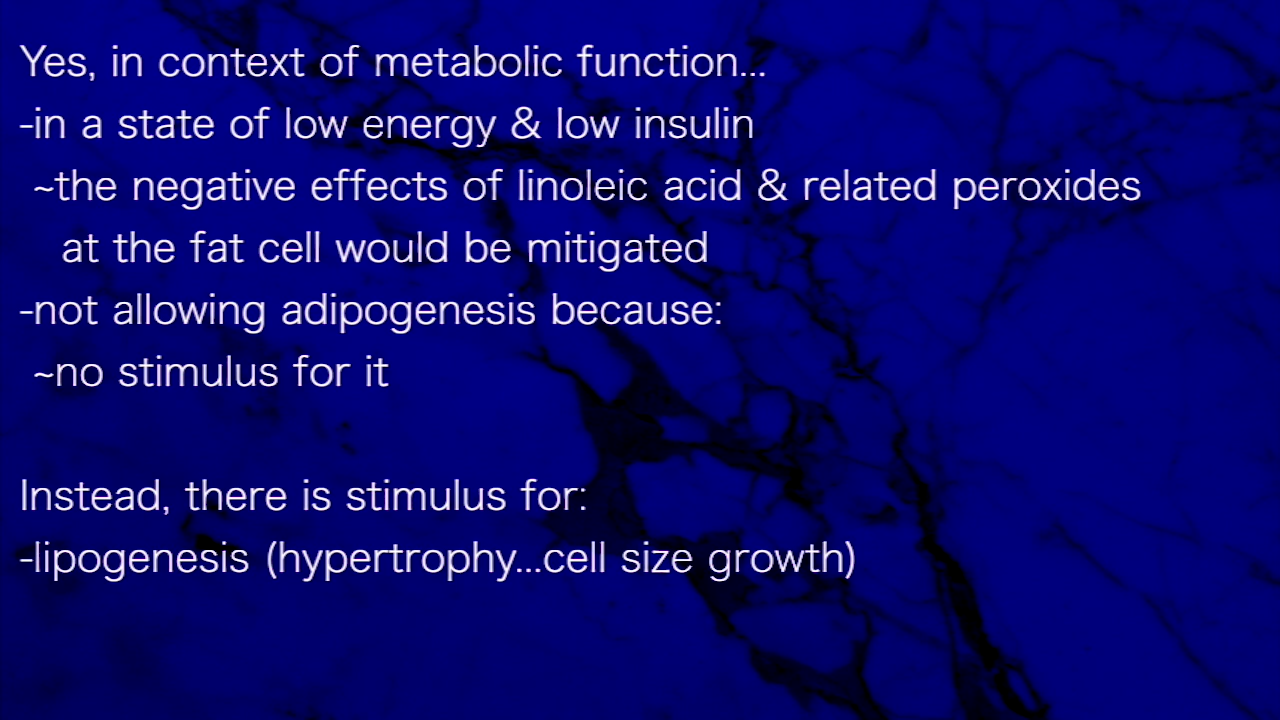 Yes, in context of metabolic function...
-in a state of low energy & low insulin
~the negative effects of linoleic acid & related peroxides
at the fat cell would be mitigated
-not allowing adipogenesis because:
~no stimulus for it
Instead, there is stimulus for:
-lipogenesis (hypertrophy...cell size growth)